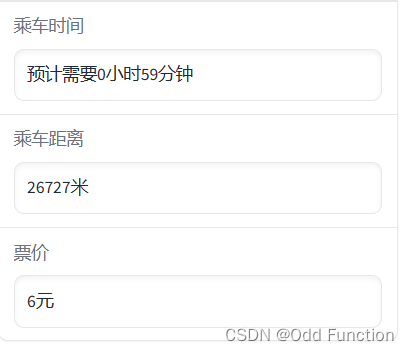 乘车时间
预计需要0小时59分钟
乘车距离
26727米
票价
6元
CSDN @Odd Function